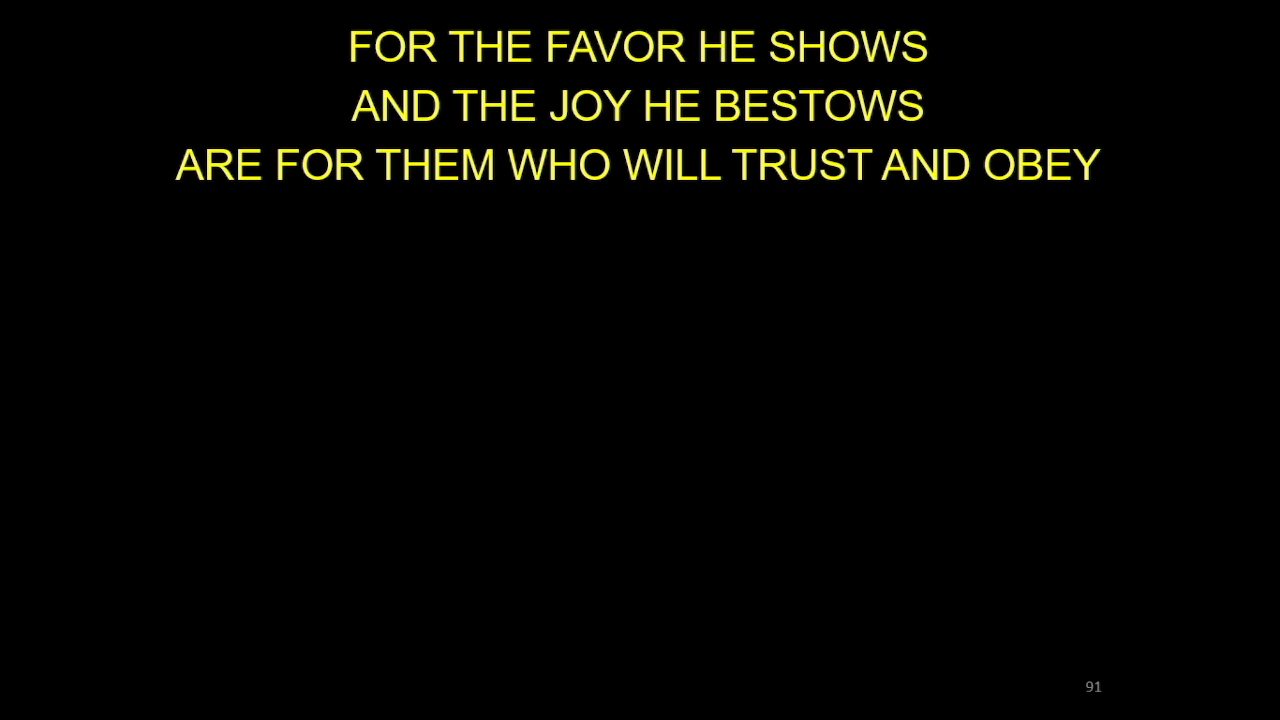 FOR THE FAVOR HE SHOWS
AND THE JOY HE BESTOWS
ARE FOR THEM WHO WILL TRUST AND OBEY
91